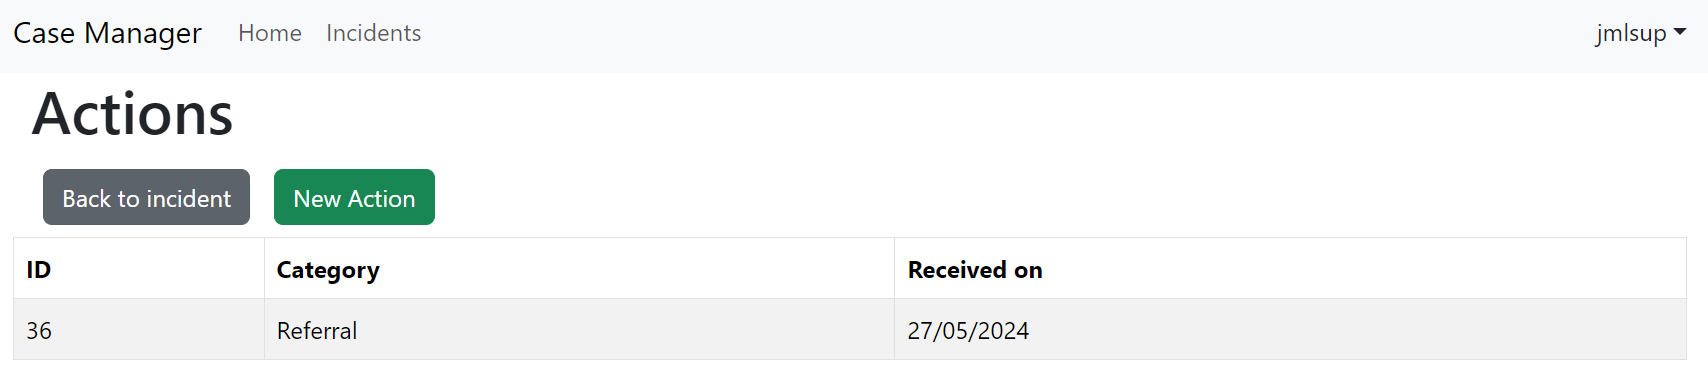 Case Manager Home Incidents jmlsup
Actions
Back to incident New Action
ID Category Received on
36 Referral 27/05/2024